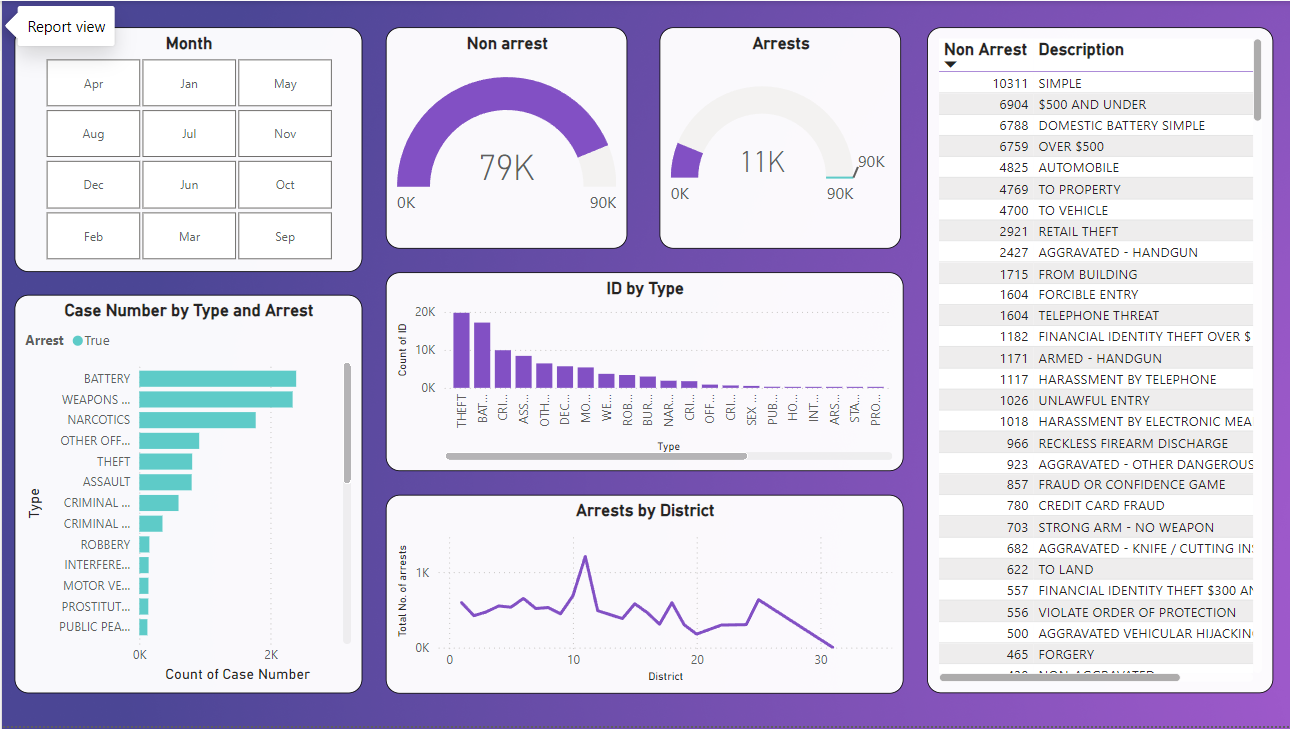 Report view
Month
Apr Jan May
Aug Jul Nov
Dec Jun Oct
Feb Mar Sep
Non arrest
79K
0K 90K
Arrests
11K
90K
0K 90K
Case Number by Type and Arrest
Arrest True
Type
BATTERY
WEAPONS ...
NARCOTICS
OTHER OFF...
THEFT
ASSAULT
CRIMINAL ...
CRIMINAL ...
ROBBERY
INTERFERE...
MOTOR VE...
PROSTITUT...
PUBLIC PEA...
0K 2K
Count of Case Number
ID by Type
Count of ID
20K
10K
0K
THEFT BAT... CRI... ASS... OTH... DEC... MO... WE... ROB... BUR... NAR... CRI... OFF... CRI... SEX ... PUB... HO... INT... ARS... STA... PRO...
Type
Arrests by District
Total No. of arrests
1K
0K
0 10 20 30
District
Non Arrest Description
10311 SIMPLE
6904 $500 AND UNDER
6788 DOMESTIC BATTERY SIMPLE
6759 OVER $500
4825 AUTOMOBILE
4769 TO PROPERTY
4700 TO VEHICLE
2921 RETAIL THEFT
2427 AGGRAVATED - HANDGUN
1715 FROM BUILDING
1604 FORCIBLE ENTRY
1604 TELEPHONE THREAT
1182 FINANCIAL IDENTITY THEFT OVER $
1171 ARMED - HANDGUN
1117 HARASSMENT BY TELEPHONE
1026 UNLAWFUL ENTRY
1018 HARASSMENT BY ELECTRONIC MEA
966 RECKLESS FIREARM DISCHARGE
923 AGGRAVATED - OTHER DANGEROUS
857 FRAUD OR CONFIDENCE GAME
780 CREDIT CARD FRAUD
703 STRONG ARM - NO WEAPON
682 AGGRAVATED - KNIFE / CUTTING INS
622 TO LAND
557 FINANCIAL IDENTITY THEFT $300 AN
556 VIOLATE ORDER OF PROTECTION
500 AGGRAVATED VEHICULAR HIJACKING
465 FORGERY